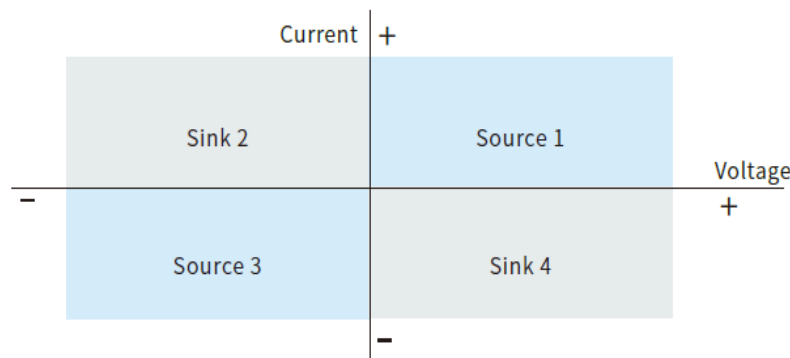 Current +
Sink 2
Source 1
Voltage
-
+
Source 3
Sink 4
-